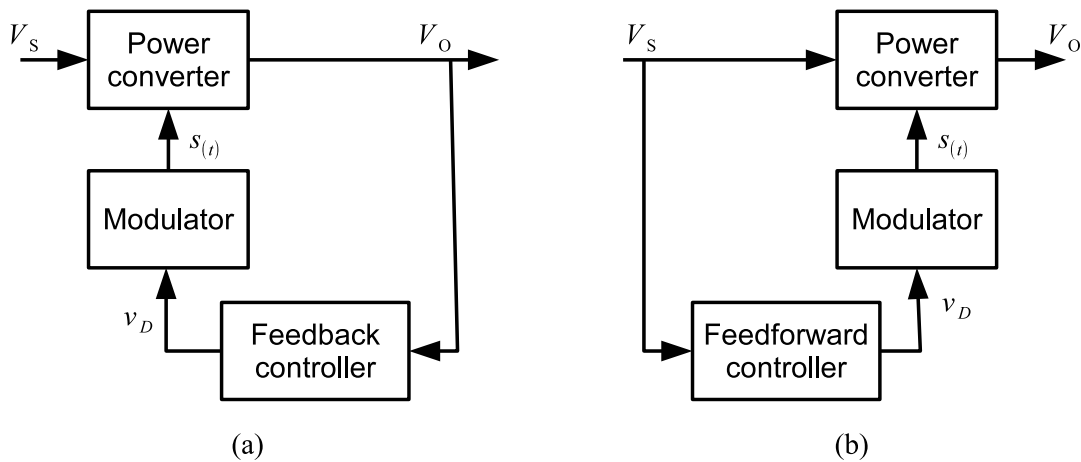 V_S
Power
converter
V_O
s_(t)
Modulator
v_D
Feedback
controller
(a)
V_S
Power
converter
V_O
s_(t)
Modulator
v_D
Feedforward
controller
(b)